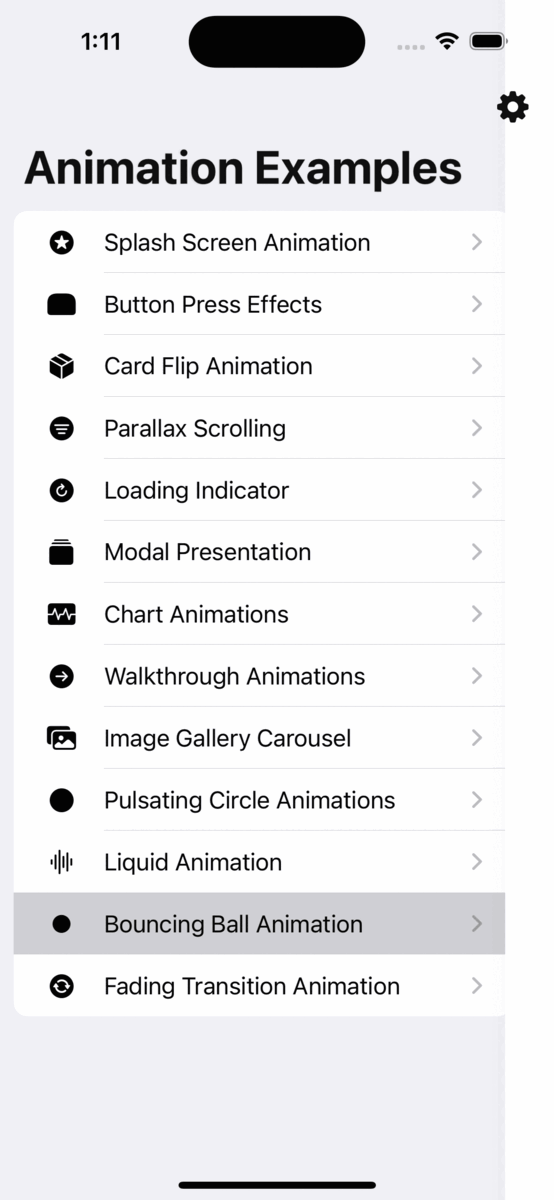 1:11
Animation Examples
Splash Screen Animation
Button Press Effects
Card Flip Animation
Parallax Scrolling
Loading Indicator
Modal Presentation
Chart Animations
Walkthrough Animations
Image Gallery Carousel
Pulsating Circle Animations
Liquid Animation
Bouncing Ball Animation
Fading Transition Animation